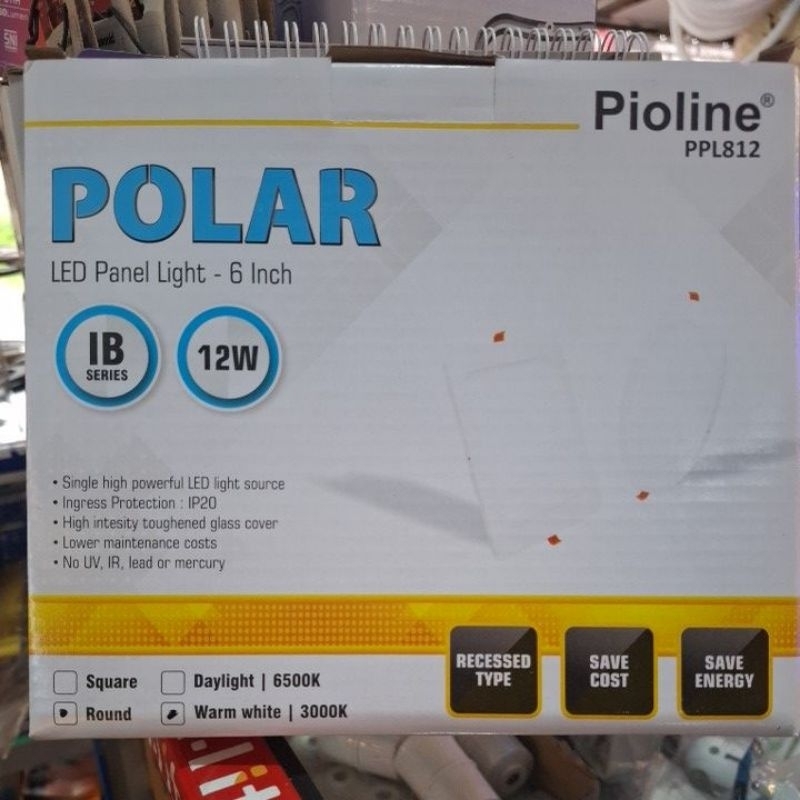 Pioline®
PPL812
POLAR
LED Panel Light - 6 Inch
IB
SERIES
12W
• Single high powerful LED light source
• Ingress Protection : IP20
• High intesity toughened glass cover
• Lower maintenance costs
• No UV, IR, lead or mercury
RECESSED
TYPE
SAVE
COST
SAVE
ENERGY
Square
Daylight | 6500K
Round
Warm white | 3000K
SNI